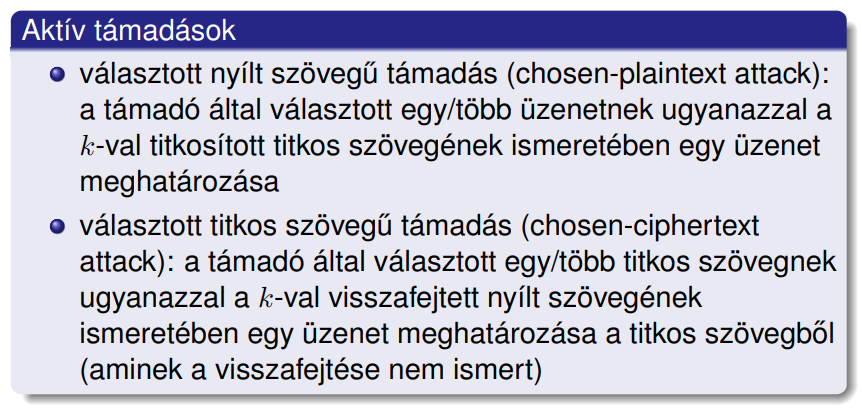 Aktív támadások
választott nyílt szövegű támadás (chosen-plaintext attack):
a támadó által választott egy/több üzenetnek ugyanazzal a
k-val titkosított titkos szövegének ismeretében egy üzenet
meghatározása
választott titkos szövegű támadás (chosen-ciphertext
attack): a támadó által választott egy/több titkos szövegnek
ugyanazzal a k-val visszafejtett nyílt szövegének
ismeretében egy üzenet meghatározása a titkos szövegből
(aminek a visszafejtése nem ismert)